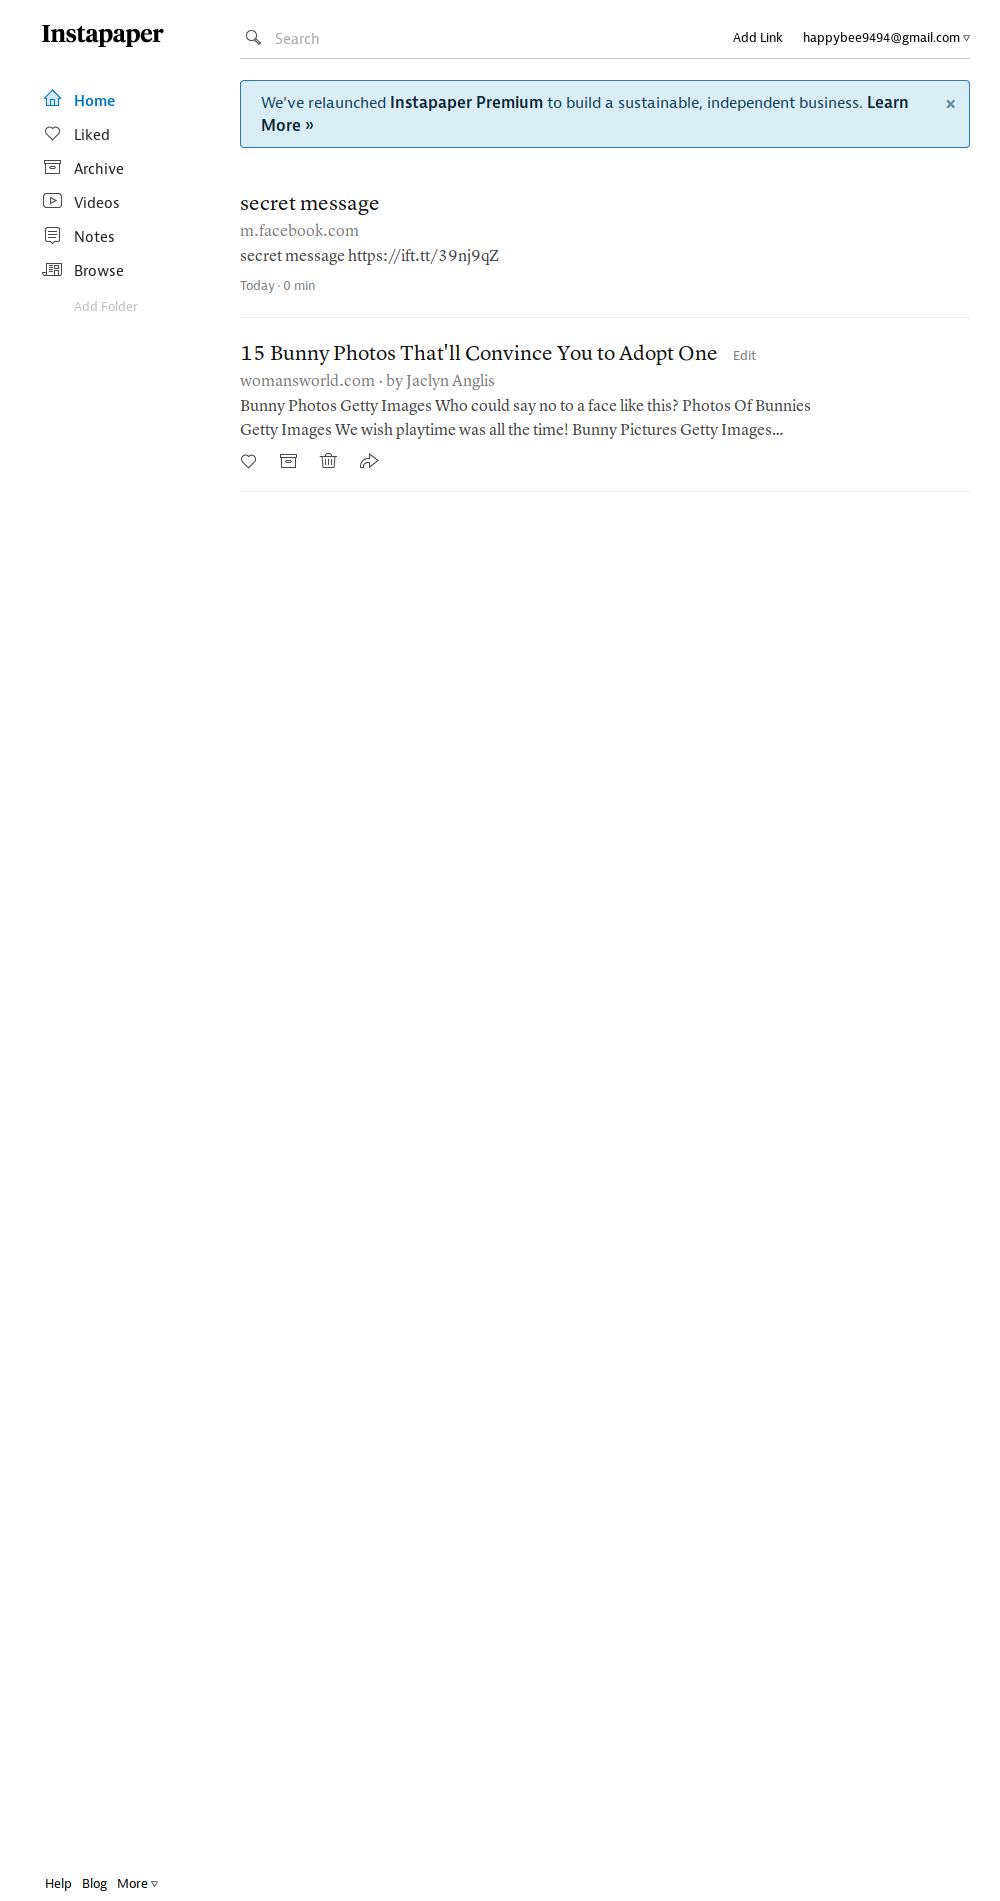 Instapaper
Search
Add Link
happybee9494@gmail.com ▿
Home
Liked
Archive
Videos
Notes
Browse
Add Folder
We've relaunched Instapaper Premium to build a sustainable, independent business. Learn
More »
×
secret message
m.facebook.com
secret message https://ift.tt/39nj9qZ
Today · 0 min
15 Bunny Photos That'll Convince You to Adopt One Edit
womansworld.com · by Jaclyn Anglis
Bunny Photos Getty Images Who could say no to a face like this? Photos Of Bunnies
Getty Images We wish playtime was all the time! Bunny Pictures Getty Images...
Help Blog More ▿